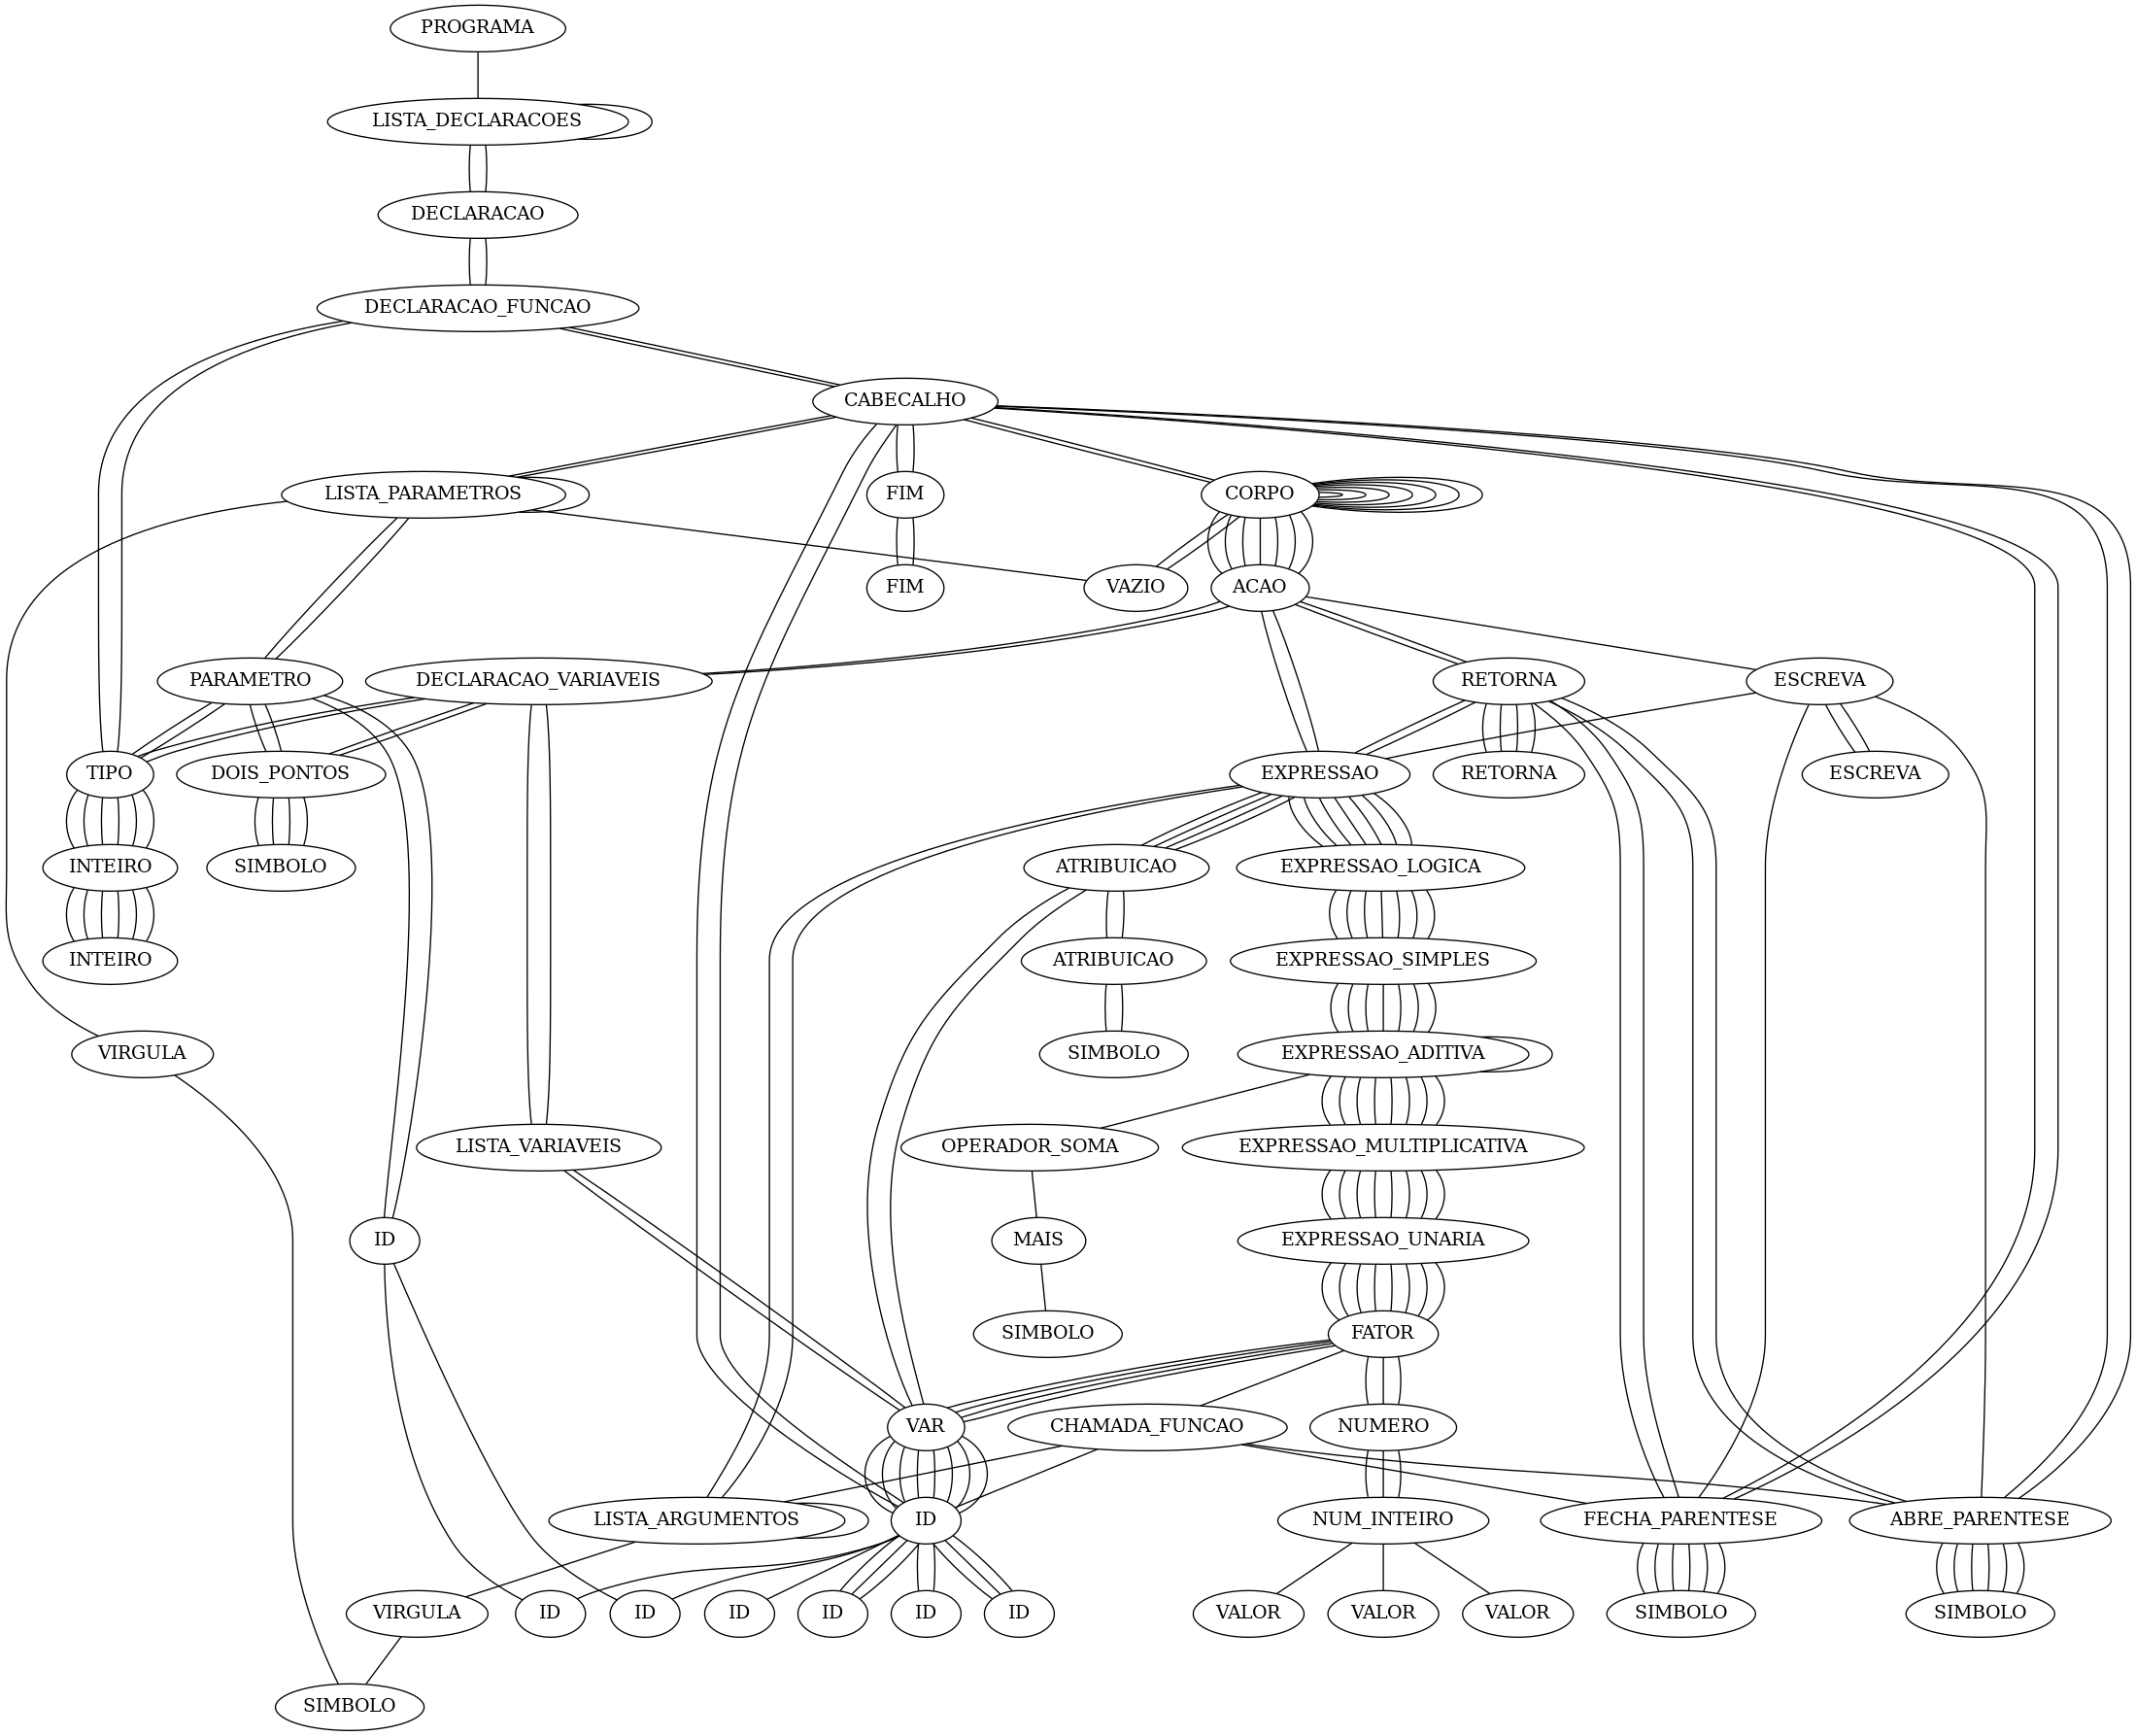 PROGRAMA
LISTA_DECLARACOES
DECLARACAO
DECLARACAO_FUNCAO
CABECALHO
LISTA_PARAMETROS
FIM
CORPO
FIM
VAZIO
ACAO
PARAMETRO
DECLARACAO_VARIAVEIS
RETORNA
ESCREVA
TIPO
DOIS_PONTOS
EXPRESSAO
RETORNA
ESCREVA
INTEIRO
SIMBOLO
ATRIBUICAO
EXPRESSAO_LOGICA
INTEIRO
ATRIBUICAO
EXPRESSAO_SIMPLES
VIRGULA
SIMBOLO
EXPRESSAO_ADITIVA
LISTA_VARIAVEIS
OPERADOR_SOMA
EXPRESSAO_MULTIPLICATIVA
ID
MAIS
EXPRESSAO_UNARIA
SIMBOLO
FATOR
VAR
CHAMADA_FUNCAO
NUMERO
LISTA_ARGUMENTOS
ID
NUM_INTEIRO
FECHA_PARENTESE
ABRE_PARENTESE
VIRGULA
ID
ID
ID
ID
ID
ID
VALOR
VALOR
VALOR
SIMBOLO
SIMBOLO
SIMBOLO